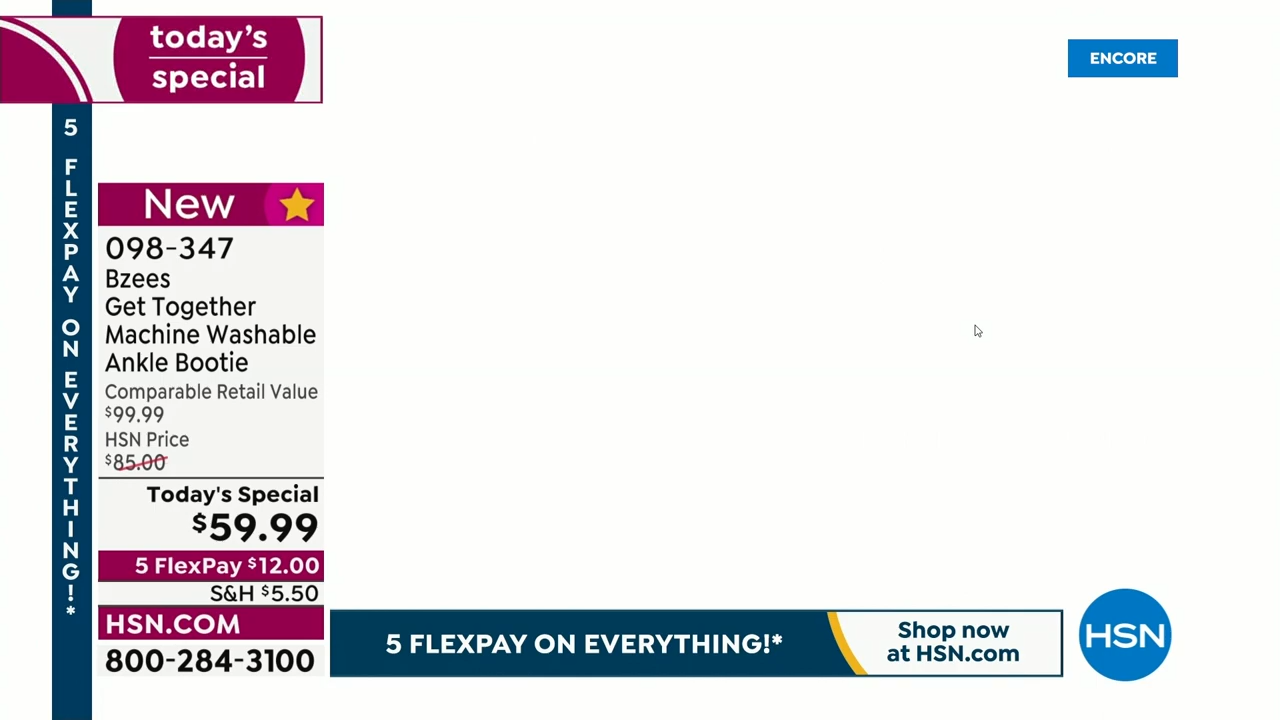 today's
special
ENCORE
5 FLEXPAY ON EVERYTHING!*
New
098-347
Bzees
Get Together
Machine Washable
Ankle Bootie
Comparable Retail Value
$99.99
HSN Price
$85.00
Today's Special
$59.99
5 FlexPay $12.00
S&H $5.50
HSN.COM
800-284-3100
5 FLEXPAY ON EVERYTHING!*
Shop now
at HSN.com
HSN